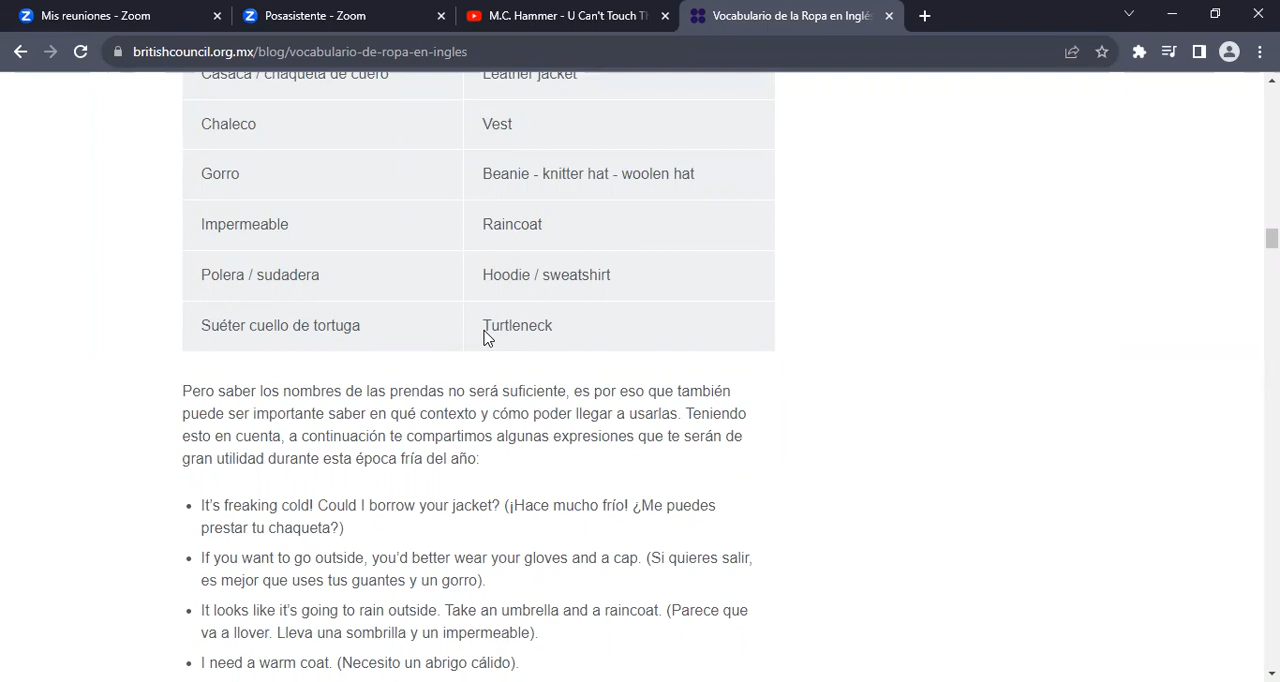 Mis reuniones - Zoom
Posasistente - Zoom
M.C. Hammer - U Can't Touch Th
Vocabulario de la Ropa en Inglés
britishcouncil.org.mx/blog/vocabulario-de-ropa-en-ingles
Casaca / chaqueta de cuero Leather jacket
Chaleco Vest
Gorro Beanie - knitter hat - woolen hat
Impermeable Raincoat
Polera / sudadera Hoodie / sweatshirt
Suéter cuello de tortuga Turtleneck
Pero saber los nombres de las prendas no será suficiente, es por eso que también
puede ser importante saber en qué contexto y cómo poder llegar a usarlas. Teniendo
esto en cuenta, a continuación te compartimos algunas expresiones que te serán de
gran utilidad durante esta época fría del año:
• It's freaking cold! Could I borrow your jacket? (¡Hace mucho frío! ¿Me puedes
prestar tu chaqueta?)
• If you want to go outside, you'd better wear your gloves and a cap. (Si quieres salir,
es mejor que uses tus guantes y un gorro).
• It looks like it's going to rain outside. Take an umbrella and a raincoat. (Parece que
va a llover. Lleva una sombrilla y un impermeable).
• I need a warm coat. (Necesito un abrigo cálido).